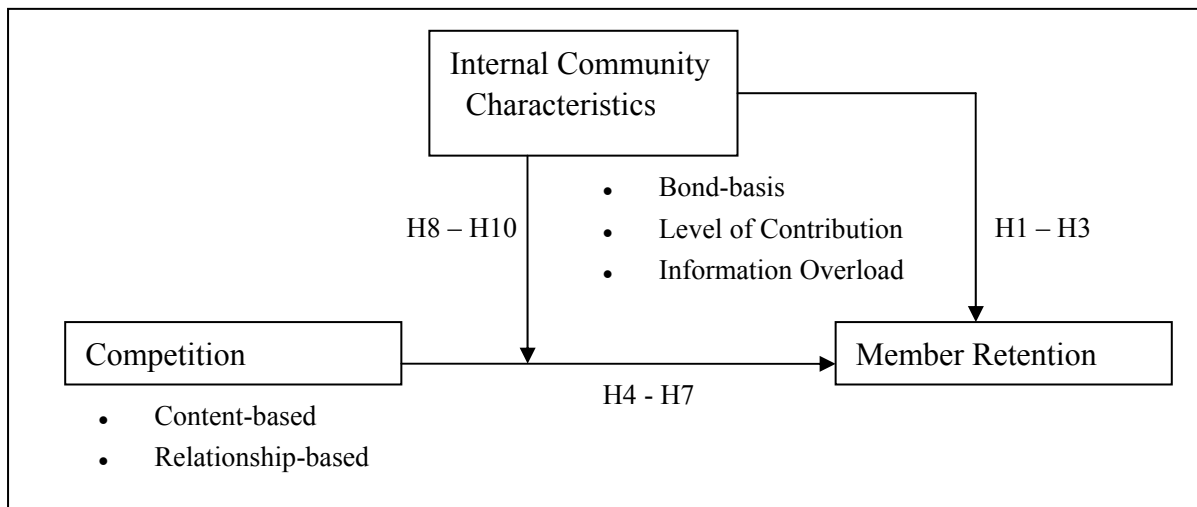 Internal Community
Characteristics
• Bond-basis
• Level of Contribution
• Information Overload
H8 – H10
H1 – H3
Competition
Member Retention
H4 - H7
• Content-based
• Relationship-based